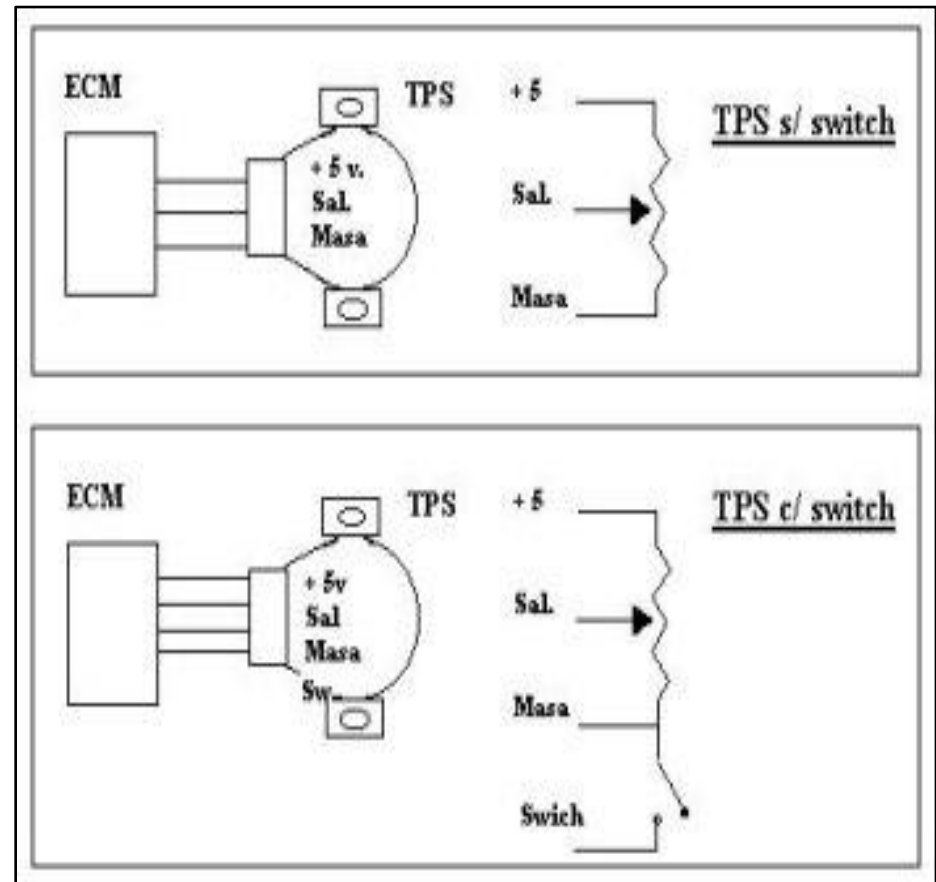 ECM
TPS
+ 5 v.
Sal.
Masa
+ 5
Sal.
Masa
TPS s/ switch
ECM
TPS
+ 5v
Sal
Masa
Sw.
+ 5
Sal.
Masa
Swich
TPS c/ switch